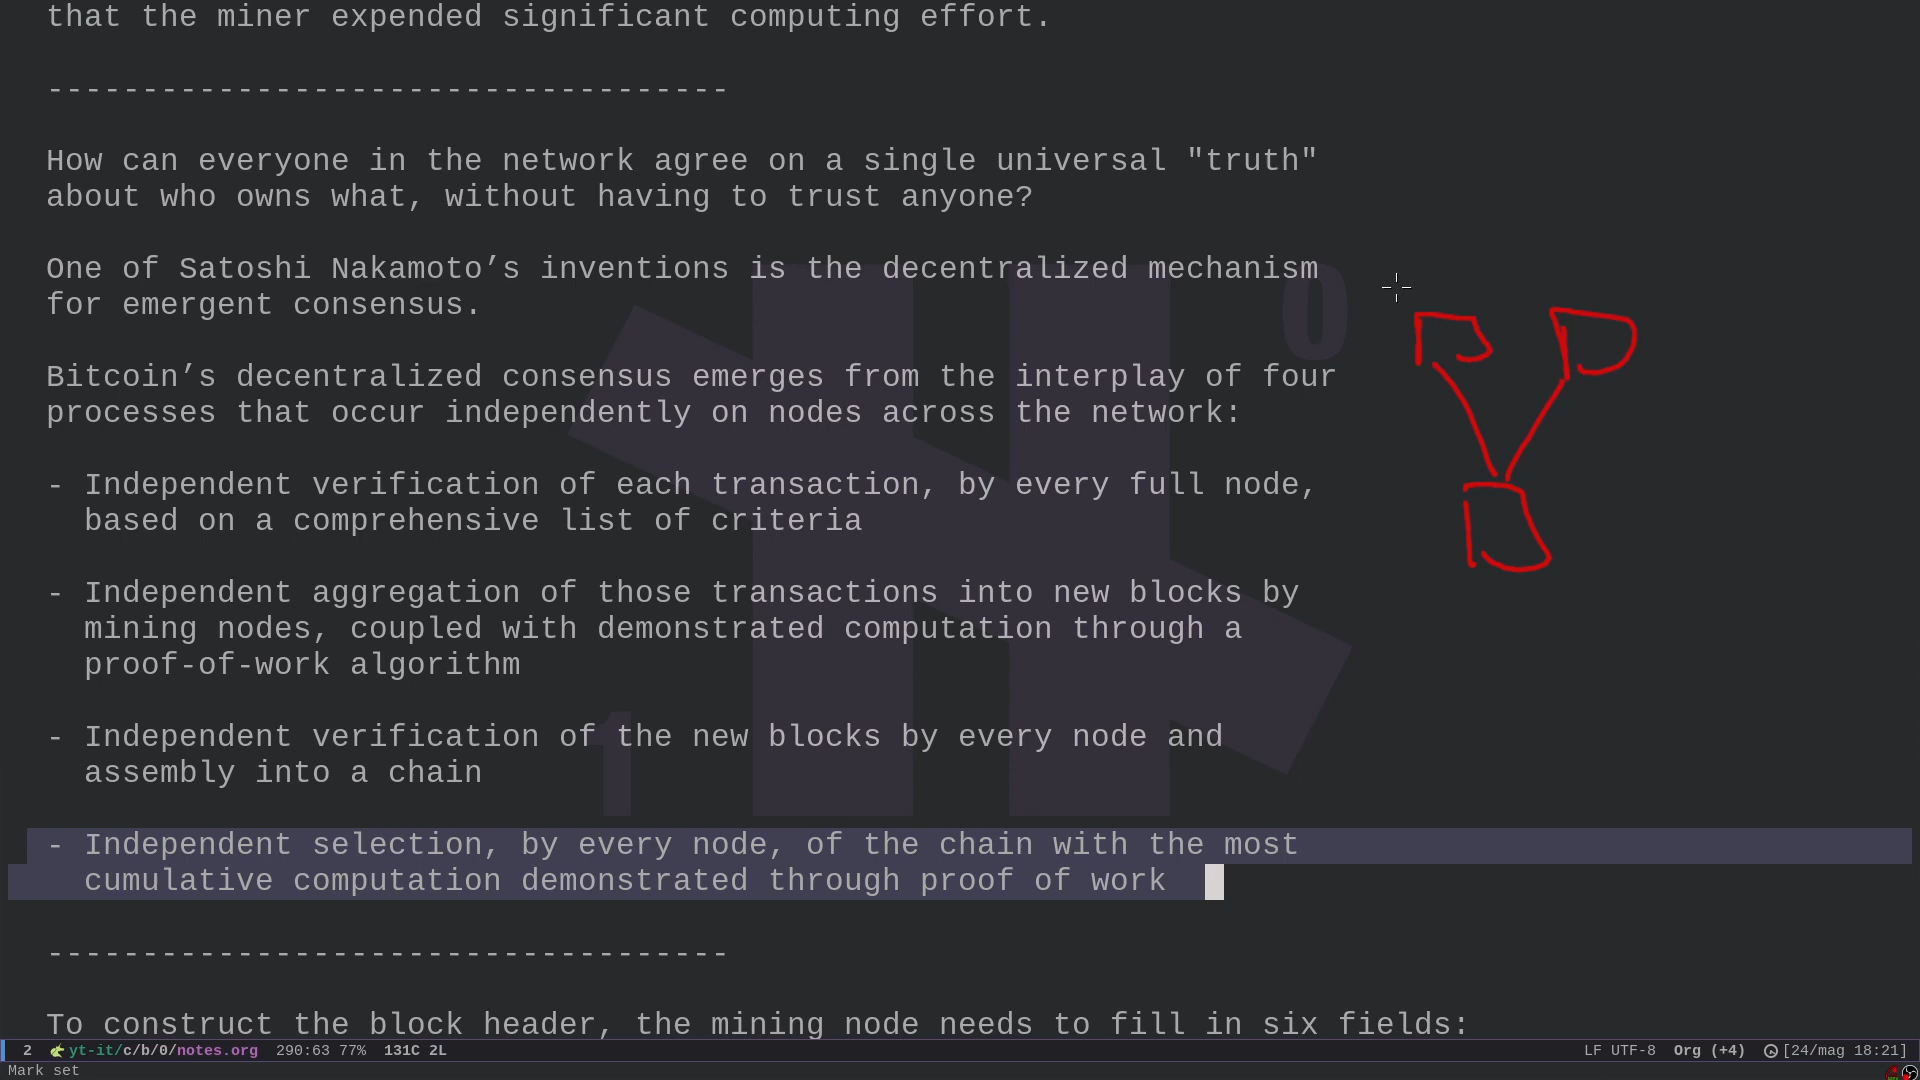 that the miner expended significant computing effort.
------------------------------------
How can everyone in the network agree on a single universal "truth"
about who owns what, without having to trust anyone?
One of Satoshi Nakamoto’s inventions is the decentralized mechanism
for emergent consensus.
Bitcoin’s decentralized consensus emerges from the interplay of four
processes that occur independently on nodes across the network:
- Independent verification of each transaction, by every full node,
based on a comprehensive list of criteria
- Independent aggregation of those transactions into new blocks by
mining nodes, coupled with demonstrated computation through a
proof-of-work algorithm
- Independent verification of the new blocks by every node and
assembly into a chain
- Independent selection, by every node, of the chain with the most
cumulative computation demonstrated through proof of work
------------------------------------
To construct the block header, the mining node needs to fill in six fields:
0
1
2 yt-it/c/b/0/notes.org 290:63 77% 131C 2L LF UTF-8 Org (+4) [24/mag 18:21]
Mark set